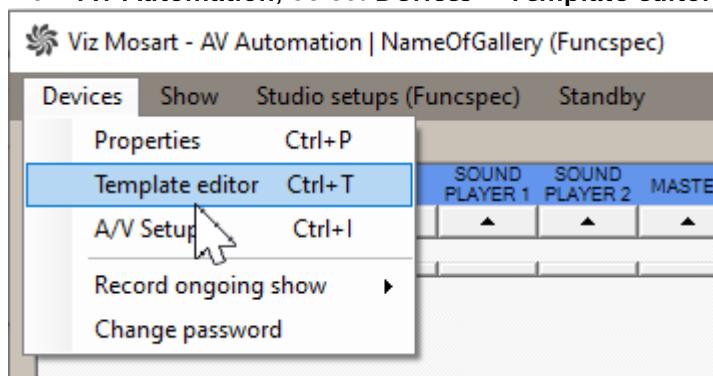 Viz Mosart - AV Automation | NameOfGallery (Funcspec)
Devices Show Studio setups (Funcspec) Standby
Properties Ctrl+P
Template editor Ctrl+T
A/V Setup Ctrl+I
Record ongoing show
Change password
SOUND PLAYER 1
SOUND PLAYER 2
MASTE